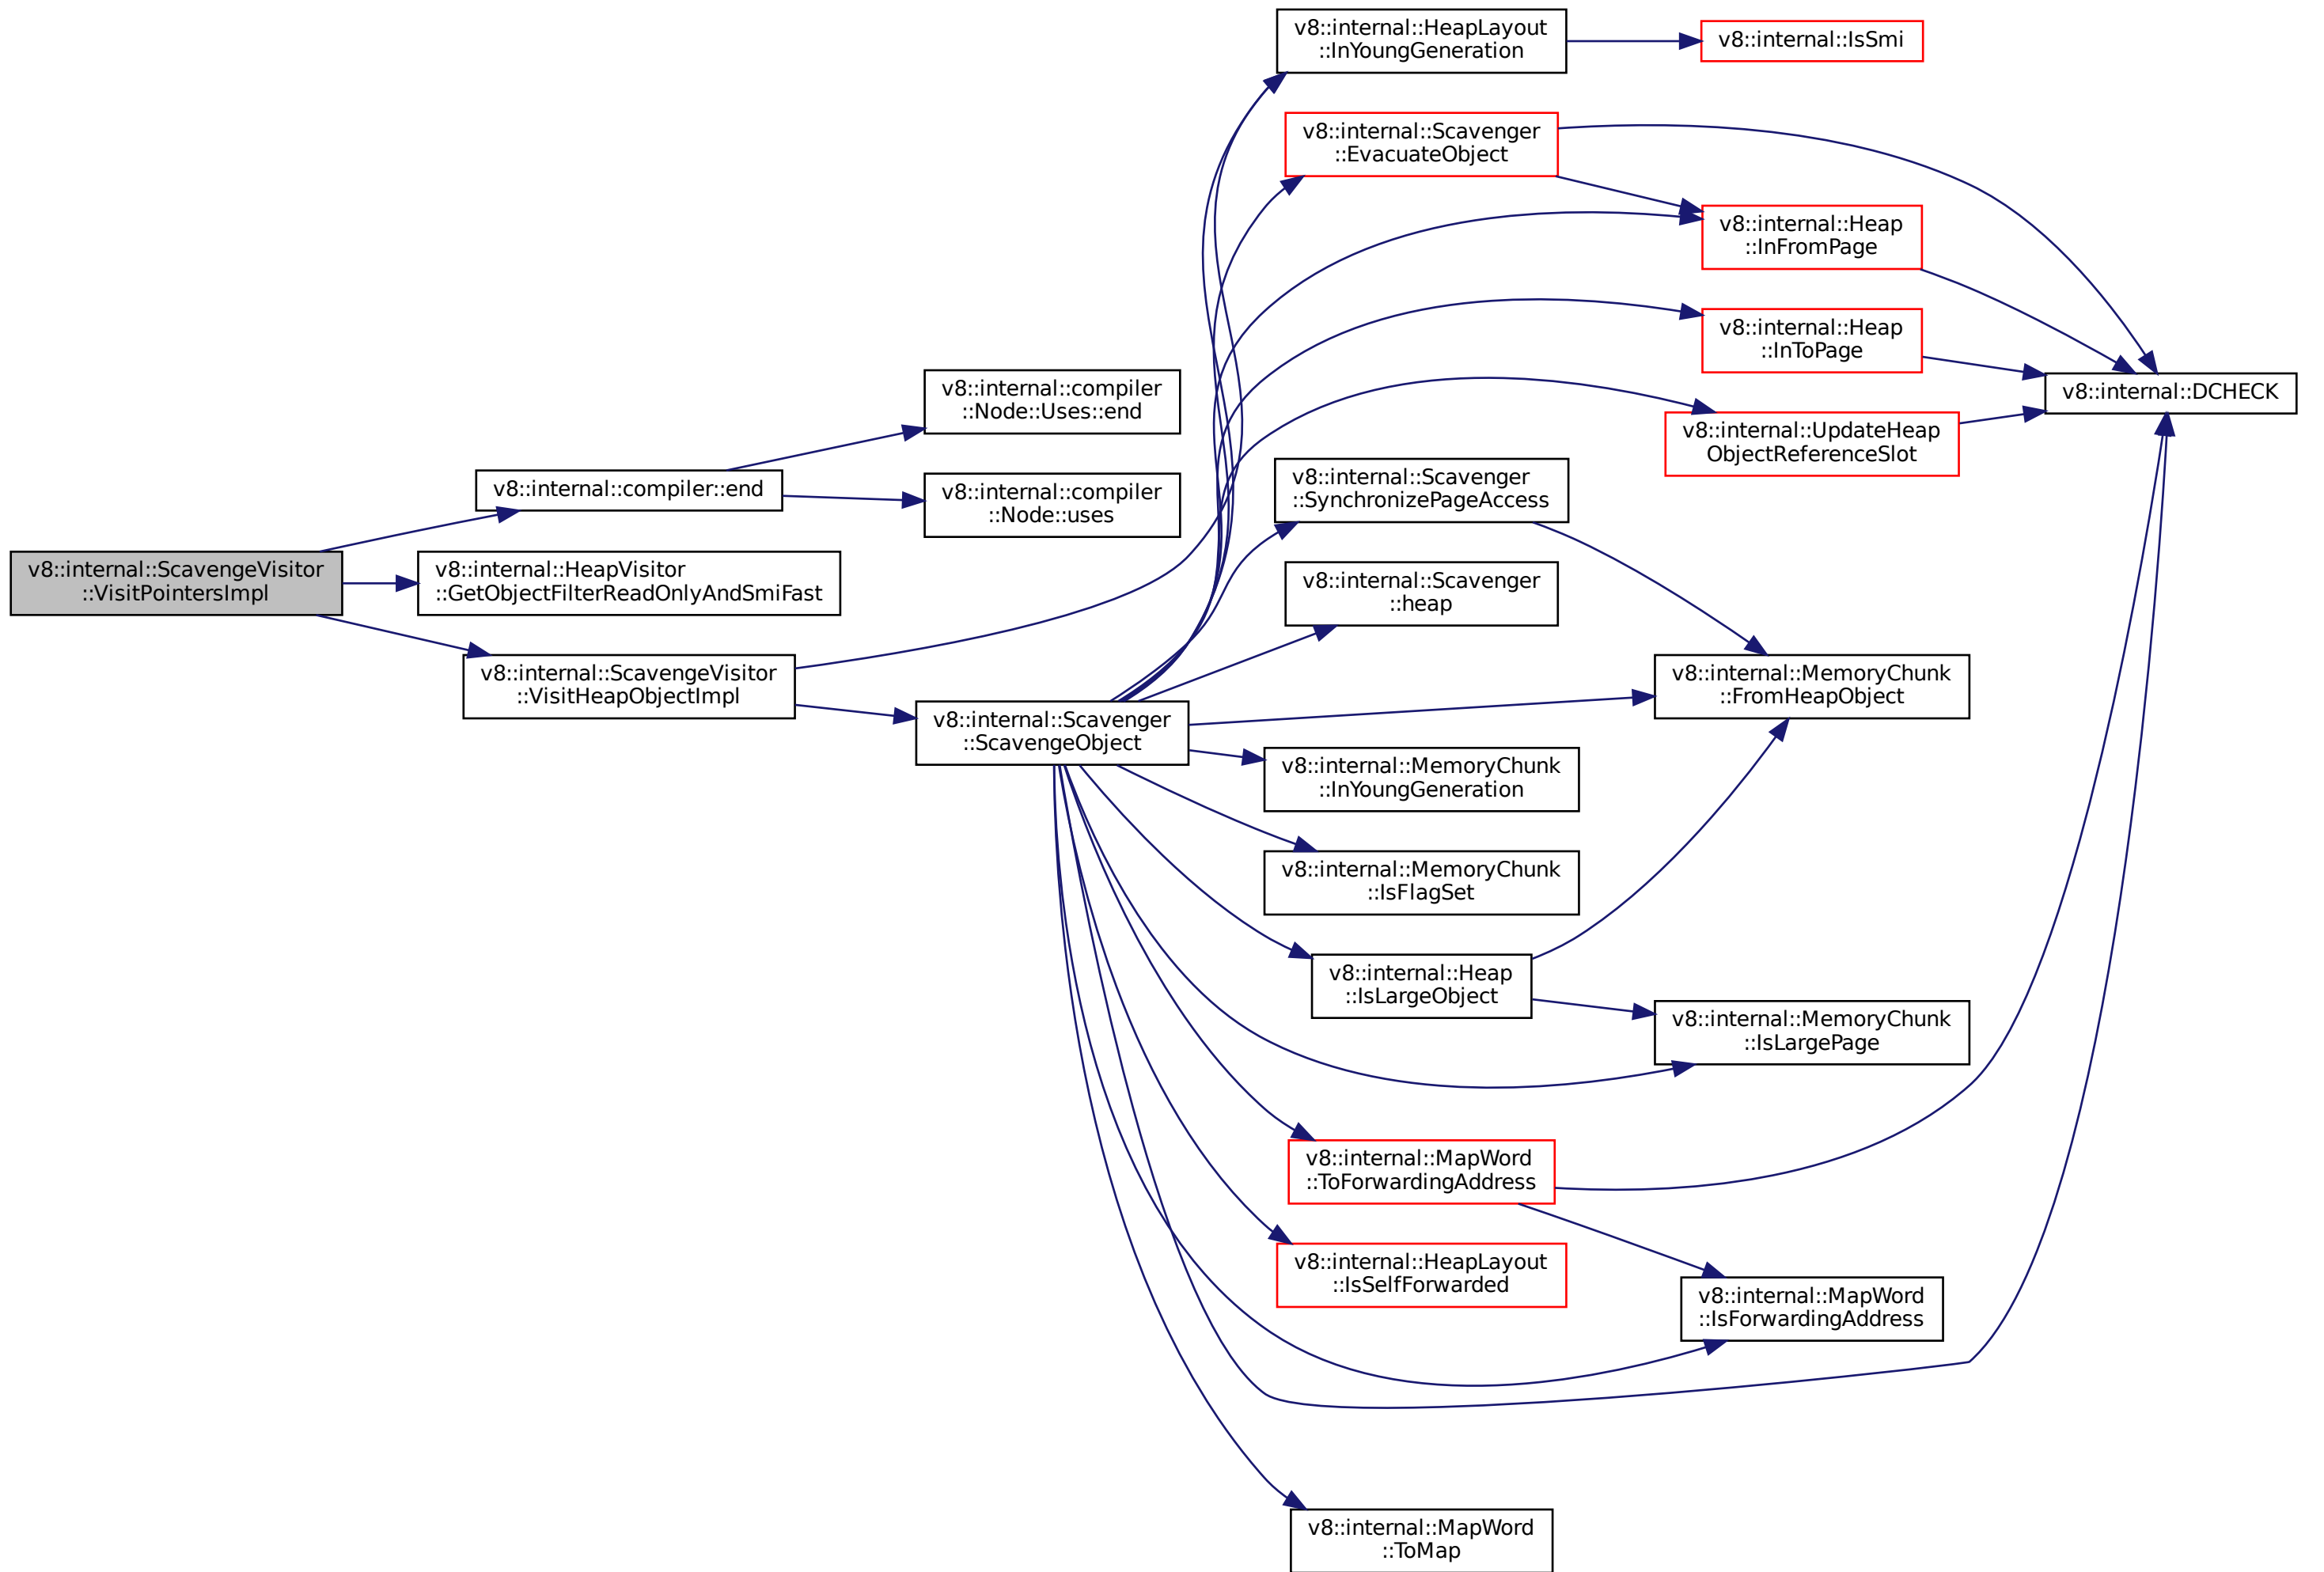 v8::internal::ScavengeVisitor
::VisitPointersImpl
v8::internal::compiler::end
v8::internal::compiler
::Node::Uses::end
v8::internal::compiler
::Node::uses
v8::internal::HeapVisitor
::GetObjectFilterReadOnlyAndSmiFast
v8::internal::ScavengeVisitor
::VisitHeapObjectImpl
v8::internal::HeapLayout
::InYoungGeneration
v8::internal::IsSmi
v8::internal::Scavenger
::ScavengeObject
v8::internal::Scavenger
::EvacuateObject
v8::internal::Heap
::InFromPage
v8::internal::Heap
::InToPage
v8::internal::DCHECK
v8::internal::UpdateHeap
ObjectReferenceSlot
v8::internal::Scavenger
::SynchronizePageAccess
v8::internal::Scavenger
::heap
v8::internal::MemoryChunk
::FromHeapObject
v8::internal::MemoryChunk
::InYoungGeneration
v8::internal::MemoryChunk
::IsFlagSet
v8::internal::Heap
::IsLargeObject
v8::internal::MemoryChunk
::IsLargePage
v8::internal::MapWord
::ToForwardingAddress
v8::internal::HeapLayout
::IsSelfForwarded
v8::internal::MapWord
::IsForwardingAddress
v8::internal::MapWord
::ToMap